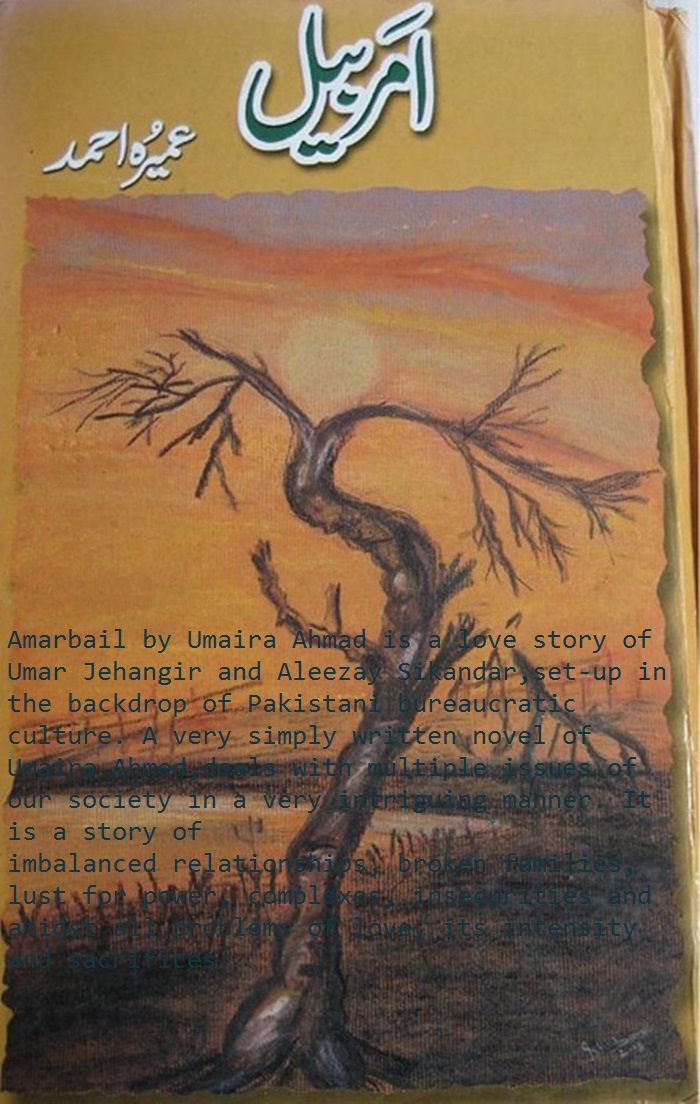 امربیل
عمیرہ احمد
Amarbail by Umaira Ahmad is a love story of
Umar Jehangir and Aleezay Sikandar,set-up in
the backdrop of Pakistani bureaucratic
culture. A very simply written novel of
Umaira Ahmed,deals with multiple issues of
our society in a very intriguing manner. It
is a story of
imbalanced relationships, broken families,
lust for power, complexes, insecurities and
amidst all problems of love, its intensity
and sacrifices